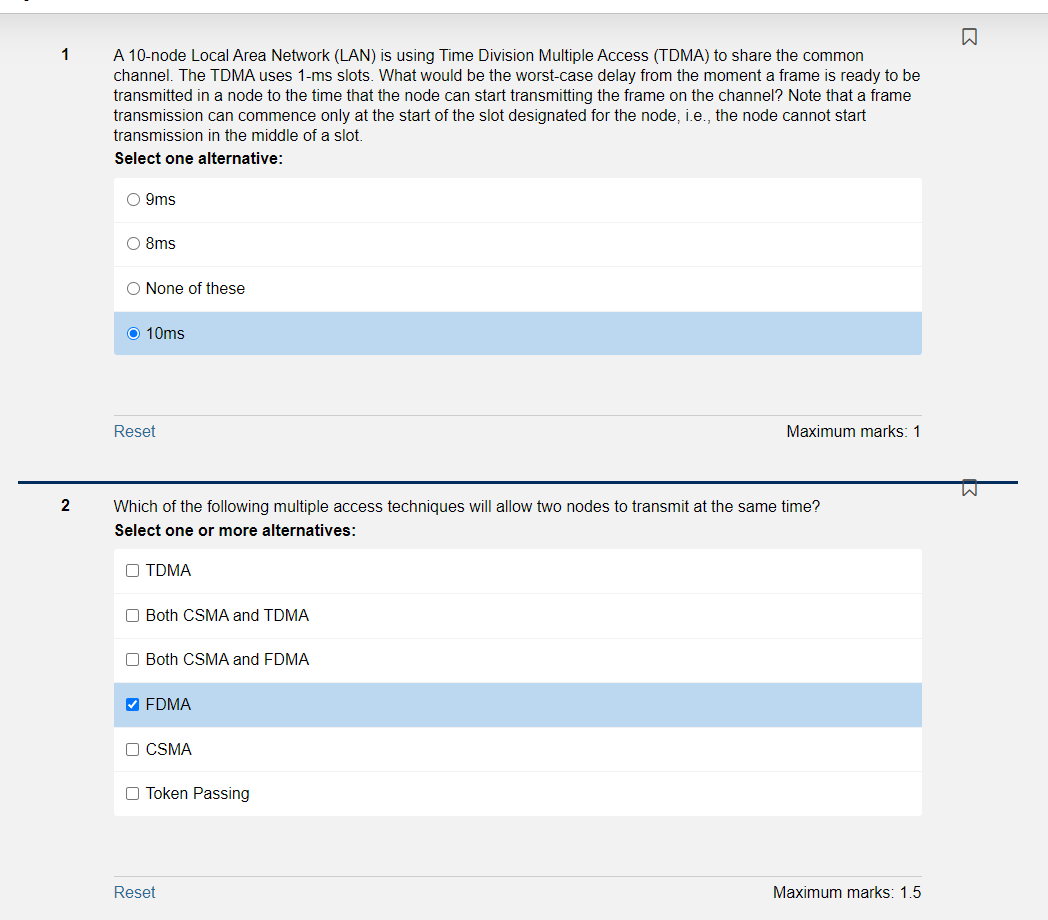 1
A 10-node Local Area Network (LAN) is using Time Division Multiple Access (TDMA) to share the common
channel. The TDMA uses 1-ms slots. What would be the worst-case delay from the moment a frame is ready to be
transmitted in a node to the time that the node can start transmitting the frame on the channel? Note that a frame
transmission can commence only at the start of the slot designated for the node, i.e., the node cannot start
transmission in the middle of a slot.
Select one alternative:
9ms
8ms
None of these
10ms
Reset
Maximum marks: 1
2
Which of the following multiple access techniques will allow two nodes to transmit at the same time?
Select one or more alternatives:
TDMA
Both CSMA and TDMA
Both CSMA and FDMA
FDMA
CSMA
Token Passing
Reset
Maximum marks: 1.5